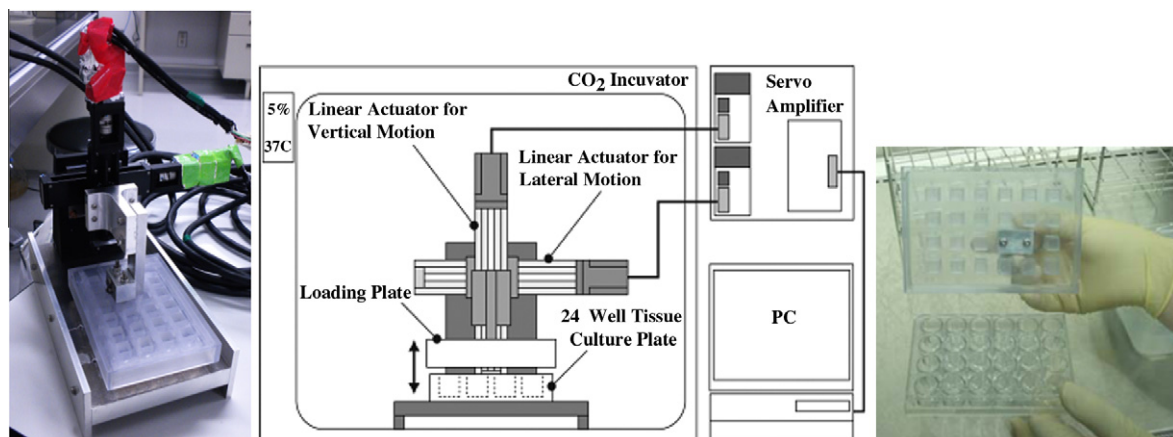 CO2 Incuvator
5%
37C
Linear Actuator for
Vertical Motion
Linear Actuator for
Lateral Motion
Servo
Amplifier
Loading Plate
24 Well Tissue
Culture Plate
PC